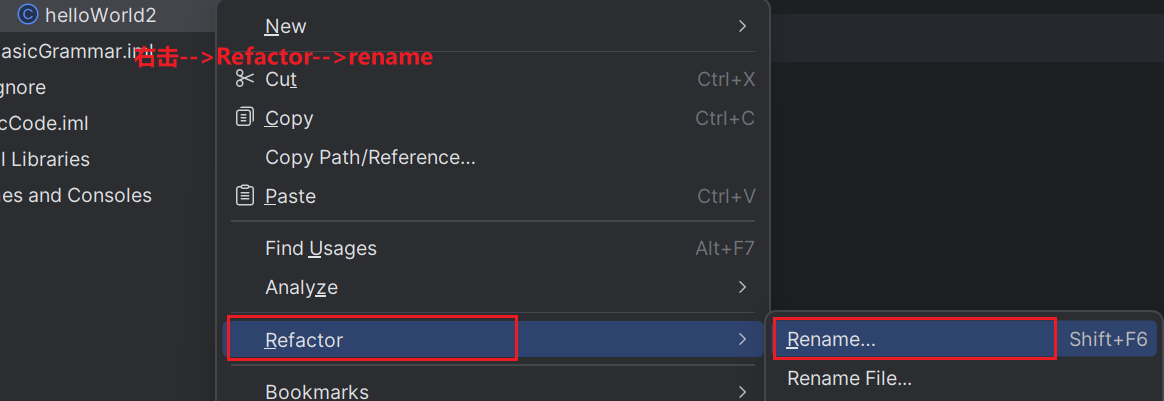 helloWorld2
asicGrammar.iml
右击-->Refactor-->rename
gnore
cCode.iml
l Libraries
nes and Consoles
New
Cut Ctrl+X
Copy Ctrl+C
Copy Path/Reference...
Paste Ctrl+V
Find Usages Alt+F7
Analyze
Refactor
Bookmarks
Rename... Shift+F6
Rename File...